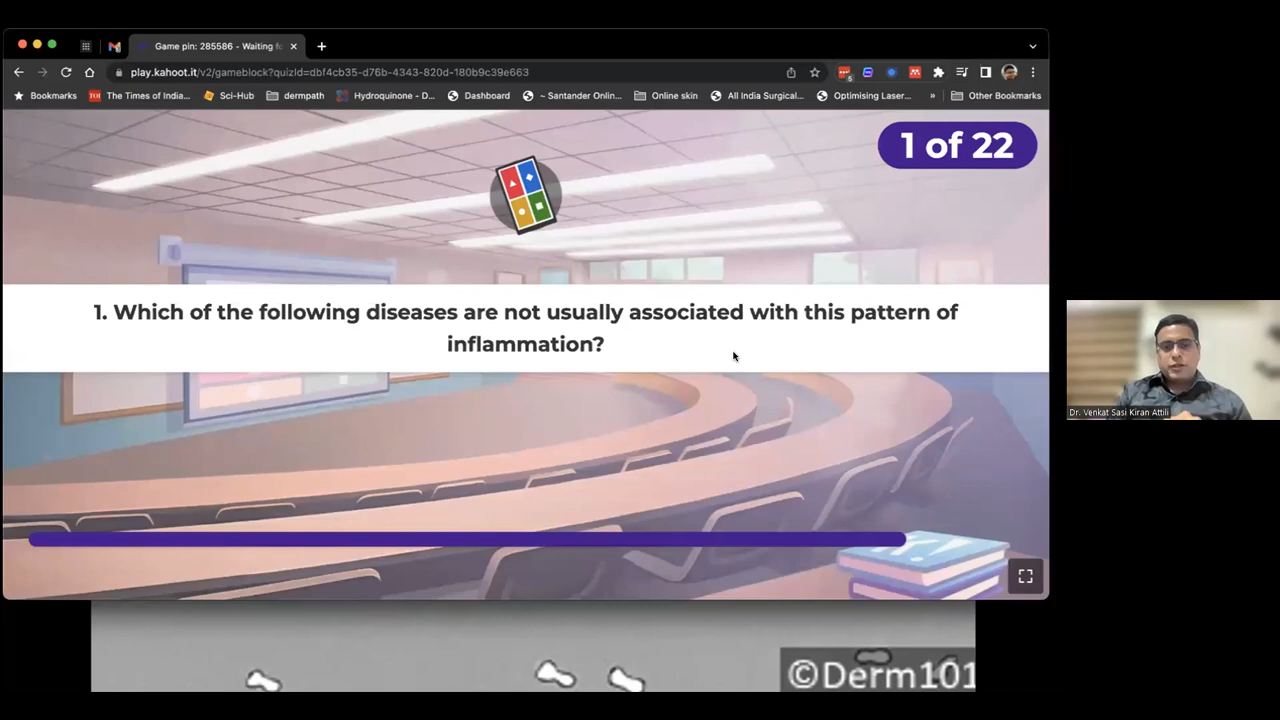 Game pin: 285586 - Waiting fo
play.kahoot.it/v2/gameblock?quizId=dbf4cb35-d76b-4343-820d-180b9c39e663
5
Bookmarks TOI The Times of India... Sci-Hub dermpath Hydroquinone - D... Dashboard ~ Santander Onlin... Online skin All India Surgical... Optimising Laser... » Other Bookmarks
1 of 22
1. Which of the following diseases are not usually associated with this pattern of
inflammation?
Dr. Venkat Sasi Kiran Attili
©Derm101